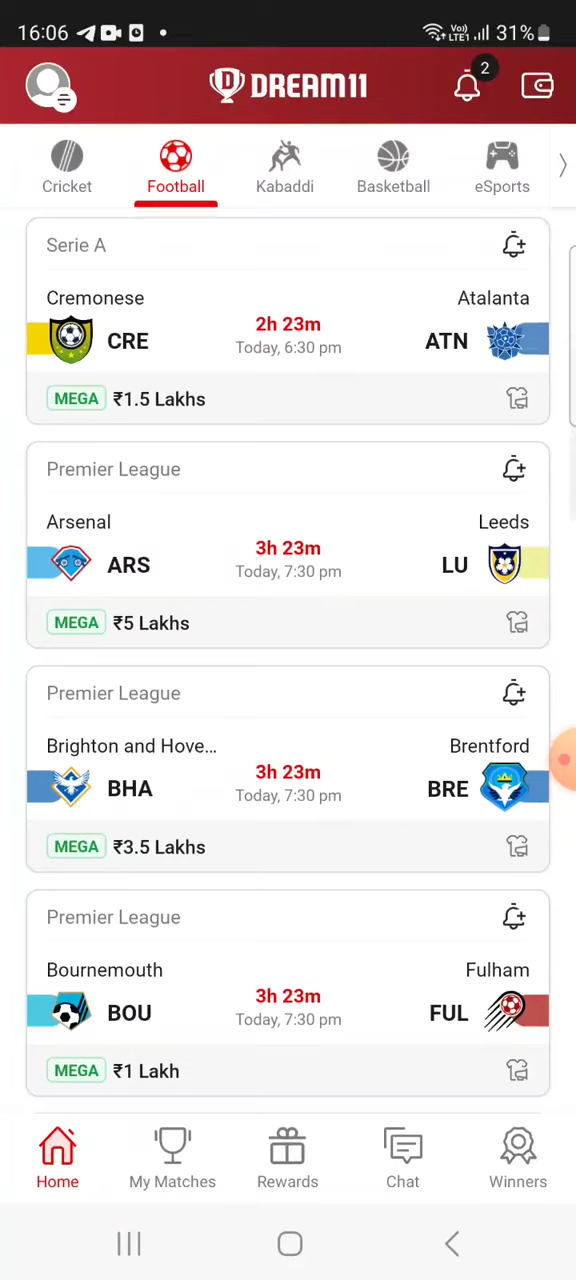 16:06 Vo)) LTE1 31%
DREAM11 2
Cricket Football Kabaddi Basketball eSports
Serie A
Cremonese Atalanta
CRE 2h 23m ATN
Today, 6:30 pm
MEGA ₹1.5 Lakhs
Premier League
Arsenal Leeds
ARS 3h 23m LU
Today, 7:30 pm
MEGA ₹5 Lakhs
Premier League
Brighton and Hove... Brentford
BHA 3h 23m BRE
Today, 7:30 pm
MEGA ₹3.5 Lakhs
Premier League
Bournemouth Fulham
BOU 3h 23m FUL
Today, 7:30 pm
MEGA ₹1 Lakh
Home My Matches Rewards Chat Winners